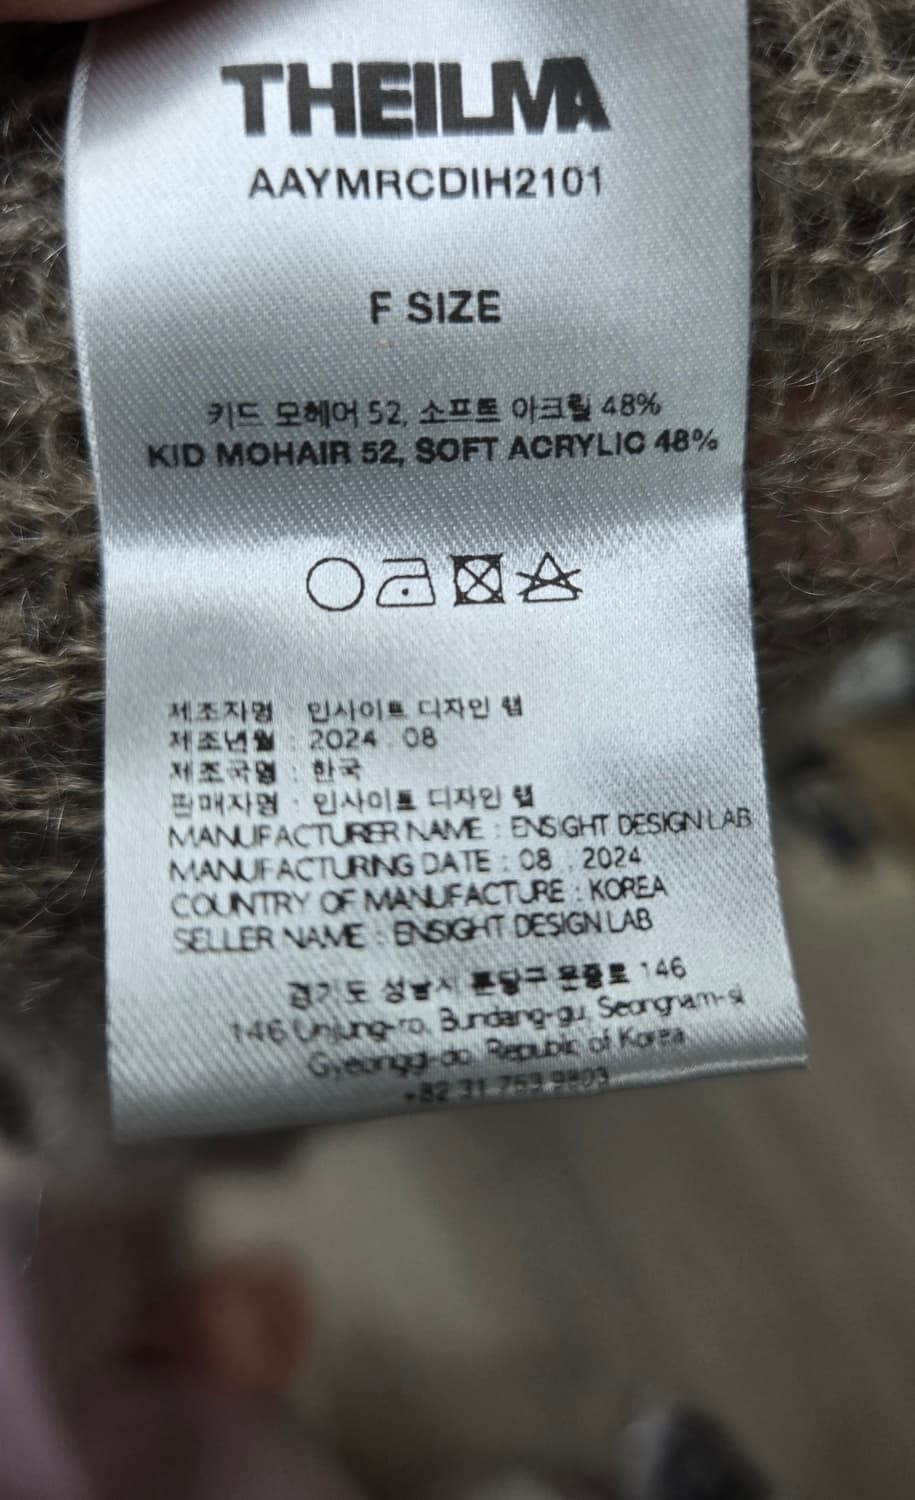 THEILMA
AAYMRCDIH2101
F SIZE
키드 모헤어 52, 소프트 아크릴 48%
KID MOHAIR 52, SOFT ACRYLIC 48%
제조자명 : 인사이트 디자인 랩
제조년월 : 2024 . 08
제조국명 : 한국
판매자명 : 인사이트 디자인 랩
MANUFACTURER NAME : ENSIGHT DESIGN LAB
MANUFACTURING DATE : 08 . 2024
COUNTRY OF MANUFACTURE : KOREA
SELLER NAME : ENSIGHT DESIGN LAB
경기도 성남시 분당구 운중로 146
146 Unjung-ro, Bundang-gu, Seongnam-si
Gyeonggi-do Republic of Korea
+82 31 753 9803